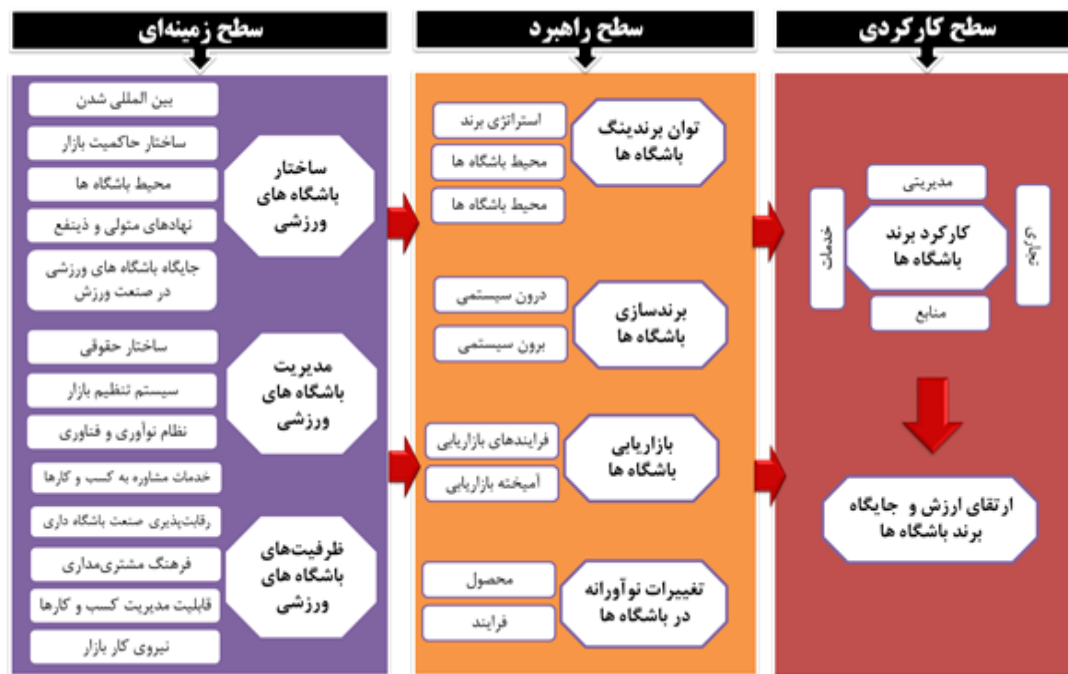 سطح زمینه‌ای
بین المللی شدن
ساختار حاکمیت بازار
محیط باشگاه ها
نهادهای متولی و ذینفع
جایگاه باشگاه های ورزشی
در صنعت ورزش
ساختار
باشگاه های
ورزشی
ساختار حقوقی
سیستم تنظیم بازار
نظام نوآوری و فناوری
مدیریت
باشگاه های
ورزشی
خدمات مشاوره به کسب و کارها
رقابت‌پذیری صنعت باشگاه داری
فرهنگ مشتری‌مداری
قابلیت مدیریت کسب و کارها
نیروی کار بازار
ظرفیت‌های
باشگاه های
ورزشی
سطح راهبرد
استراتژی برند
محیط باشگاه ها
محیط باشگاه ها
توان برندینگ
باشگاه ها
درون سیستمی
برون سیستمی
برندسازی
باشگاه ها
فرایندهای بازاریابی
آمیخته بازاریابی
بازاریابی
باشگاه ها
محصول
فرایند
تغییرات نوآورانه
در باشگاه ها
سطح کارکردی
مدیریتی
خدمات
کارکرد برند
باشگاه ها
تجاری
منابع
ارتقای ارزش و جایگاه
برند باشگاه ها